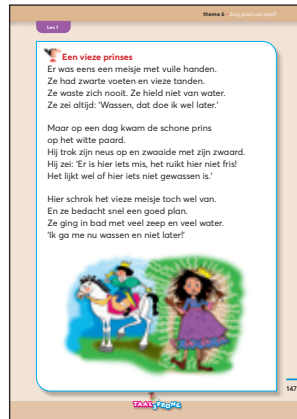 thema 6 Zorg goed voor jezelf!
Les 1
Een vieze prinses
Er was eens een meisje met vuile handen.
Ze had zwarte voeten en vieze tanden.
Ze waste zich nooit. Ze hield niet van water.
Ze zei altijd: ‘Wassen, dat doe ik wel later.’
Maar op een dag kwam de schone prins
op het witte paard.
Hij trok zijn neus op en zwaaide met zijn zwaard.
Hij zei: ‘Er is hier iets mis, het ruikt hier niet fris!
Het lijkt wel of hier iets niet gewassen is.’
Hier schrok het vieze meisje toch wel van.
En ze bedacht snel een goed plan.
Ze ging in bad met veel zeep en veel water.
‘Ik ga me nu wassen en niet later!’
147
TAALSPRONG